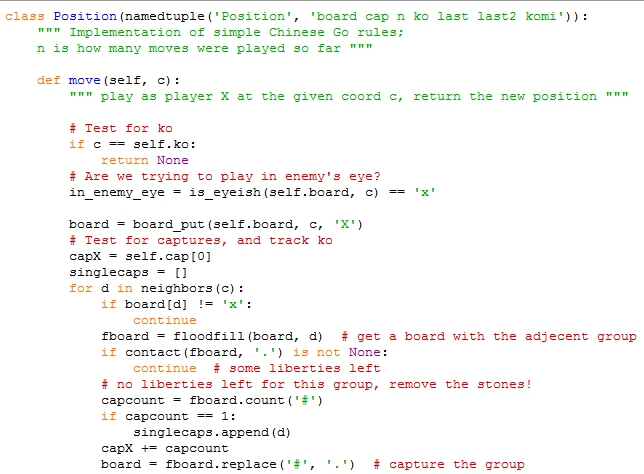 class Position(namedtuple('Position', 'board cap n ko last last2 komi')):
    """ Implementation of simple Chinese Go rules;
    n is how many moves were played so far """

    def move(self, c):
        """ play as player X at the given coord c, return the new position """

        # Test for ko
        if c == self.ko:
            return None
        # Are we trying to play in enemy's eye?
        in_enemy_eye = is_eyeish(self.board, c) == 'x'

        board = board_put(self.board, c, 'X')
        # Test for captures, and track ko
        capX = self.cap[0]
        singlecaps = []
        for d in neighbors(c):
            if board[d] != 'x':
                continue
            fboard = floodfill(board, d)  # get a board with the adjecent group
            if contact(fboard, '.') is not None:
                continue  # some liberties left
            # no liberties left for this group, remove the stones!
            capcount = fboard.count('#')
            if capcount == 1:
                singlecaps.append(d)
            capX += capcount
            board = fboard.replace('#', '.')  # capture the group